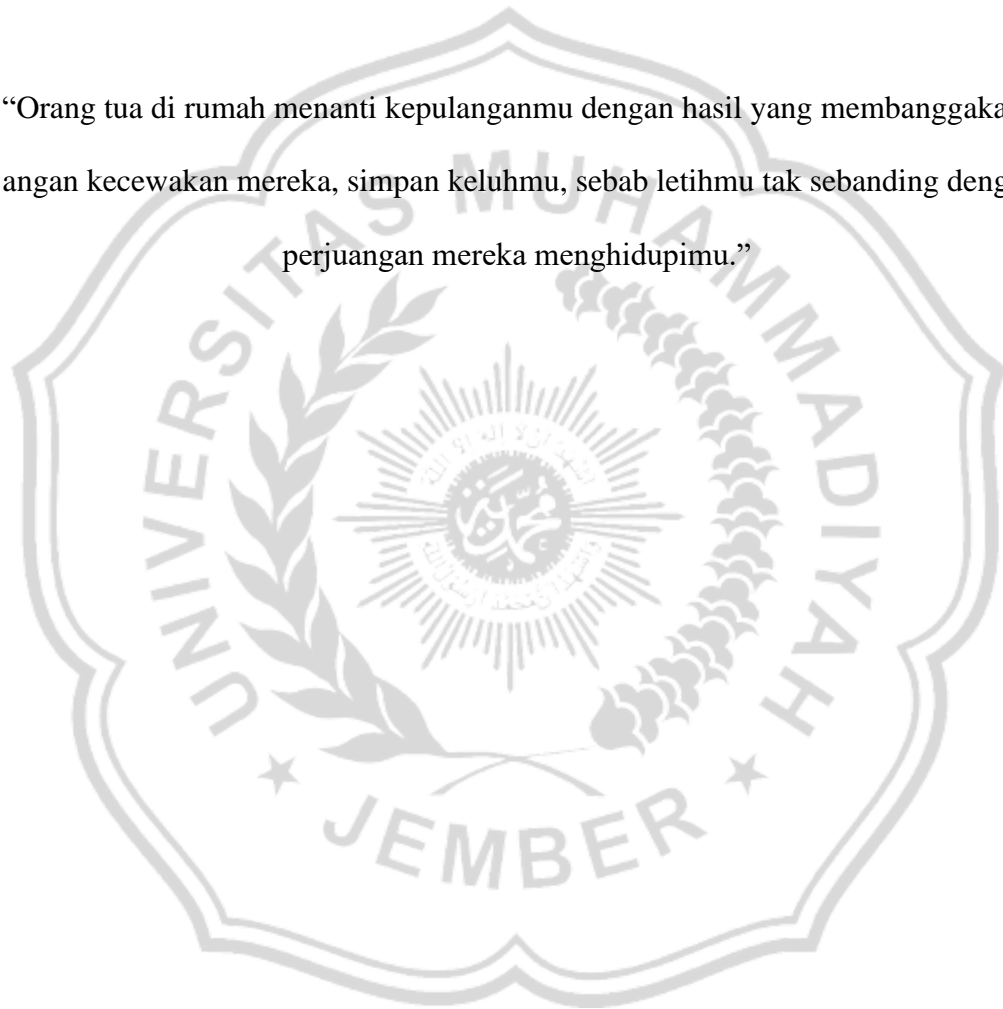 “Orang tua di rumah menanti kepulanganmu dengan hasil yang membanggaka
angan kecewakan mereka, simpan keluhmu, sebab letihmu tak sebanding deng
perjuangan mereka menghidupimu.”
UNIVERSITAS MUHAMMADIYAH
JEMBER